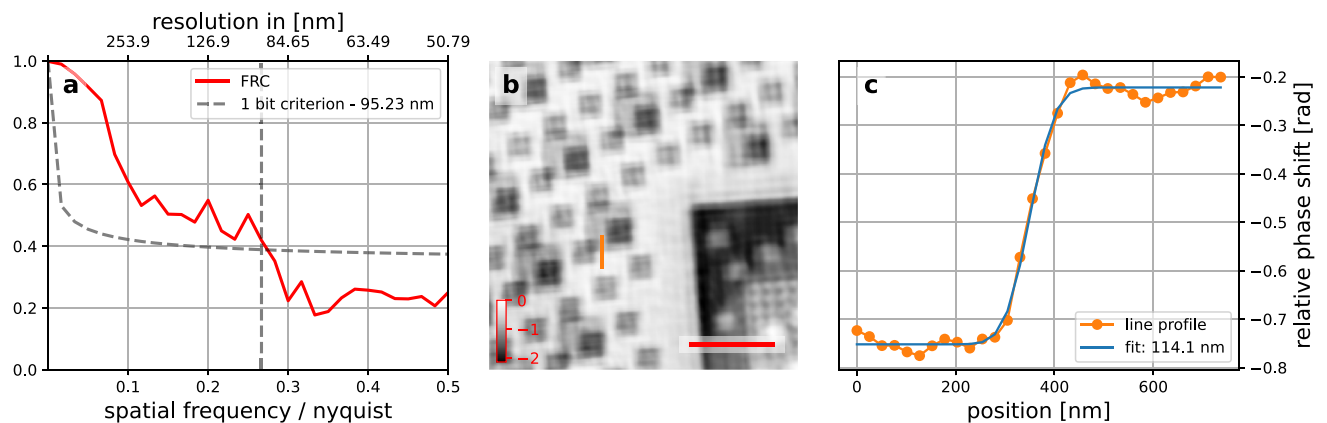 resolution in [nm]
253.9 126.9 84.65 63.49 50.79
1.0
0.8
0.6
0.4
0.2
0.0
a
FRC
1 bit criterion - 95.23 nm
0.1 0.2 0.3 0.4 0.5
spatial frequency / nyquist
b
0
−1
−2
c
−0.2
−0.3
−0.4
−0.5
−0.6
−0.7
−0.8
relative phase shift [rad]
line profile
fit: 114.1 nm
0 200 400 600
position [nm]